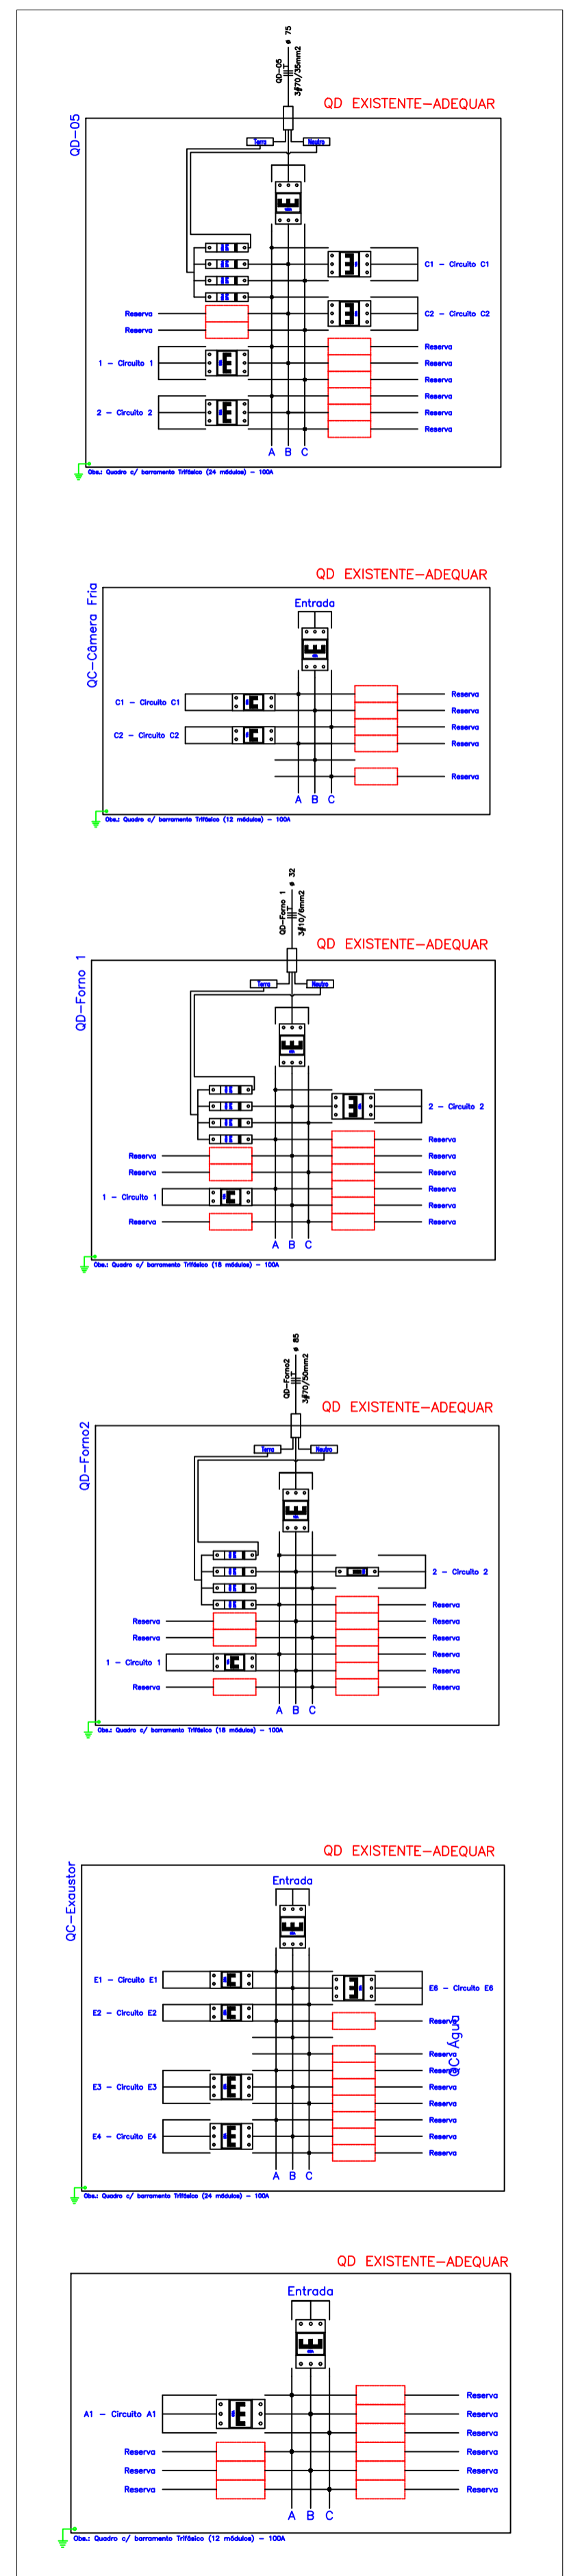 ø 75
QD-05
T
3∮70/35mm2
QD EXISTENTE-ADEQUAR
QD-05
Terra
Neutro
C1 - Circuito C1
C2 - Circuito C2
Reserva
Reserva
Reserva
1 - Circuito 1
Reserva
Reserva
Reserva
2 - Circuito 2
Reserva
Reserva
A B C
Obs.: Quadro c/ barramento Trifásico (24 módulos) - 100A
QD EXISTENTE-ADEQUAR
QC-Câmera Fria
Entrada
C1 - Circuito C1
Reserva
Reserva
C2 - Circuito C2
Reserva
Reserva
Reserva
A B C
Obs.: Quadro c/ barramento Trifásico (12 módulos) - 100A
ø 32
QD-Forno 1
T
3∮10/6mm2
QD EXISTENTE-ADEQUAR
QD-Forno 1
Terra
Neutro
2 - Circuito 2
Reserva
Reserva
Reserva
Reserva
Reserva
1 - Circuito 1
Reserva
Reserva
Reserva
Reserva
A B C
Obs.: Quadro c/ barramento Trifásico (18 módulos) - 100A
ø 85
QD-Forno2
T
3∮70/50mm2
QD EXISTENTE-ADEQUAR
QD-Forno2
Terra
Neutro
2 - Circuito 2
Reserva
Reserva
Reserva
Reserva
Reserva
1 - Circuito 1
Reserva
Reserva
Reserva
Reserva
A B C
Obs.: Quadro c/ barramento Trifásico (18 módulos) - 100A
QD EXISTENTE-ADEQUAR
QC-Exaustor
Entrada
E1 - Circuito E1
E6 - Circuito E6
E2 - Circuito E2
Reserva
QC Água
Reserva
Reserva
E3 - Circuito E3
Reserva
Reserva
Reserva
E4 - Circuito E4
Reserva
Reserva
A B C
Obs.: Quadro c/ barramento Trifásico (24 módulos) - 100A
QD EXISTENTE-ADEQUAR
Entrada
Reserva
A1 - Circuito A1
Reserva
Reserva
Reserva
Reserva
Reserva
Reserva
Reserva
Reserva
A B C
Obs.: Quadro c/ barramento Trifásico (12 módulos) - 100A